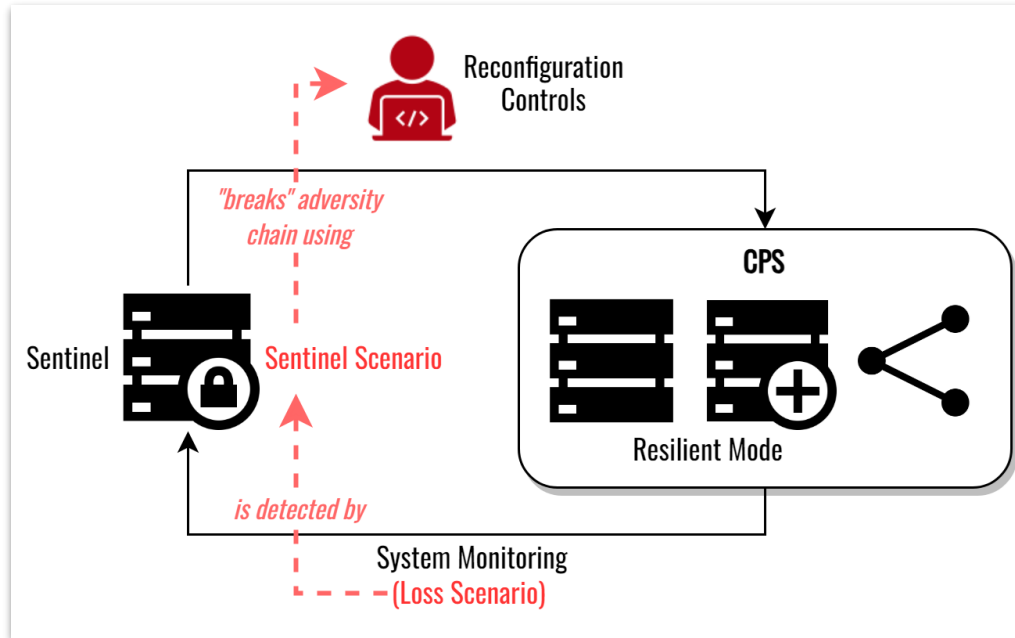 Reconfiguration
Controls
</>
"breaks" adversity
chain using
CPS
Sentinel
Sentinel Scenario
Resilient Mode
is detected by
System Monitoring
(Loss Scenario)